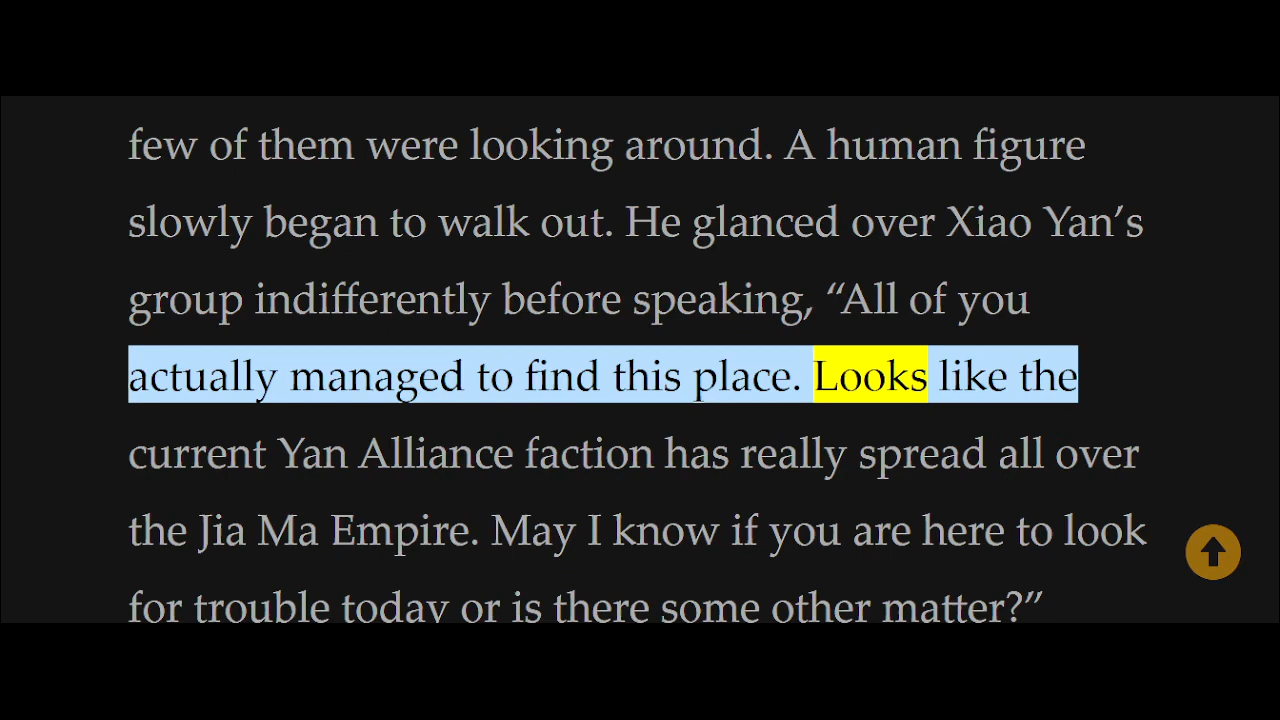 few of them were looking around. A human figure
slowly began to walk out. He glanced over Xiao Yan’s
group indifferently before speaking, “All of you
actually managed to find this place. Looks like the
current Yan Alliance faction has really spread all over
the Jia Ma Empire. May I know if you are here to look
for trouble today or is there some other matter?”